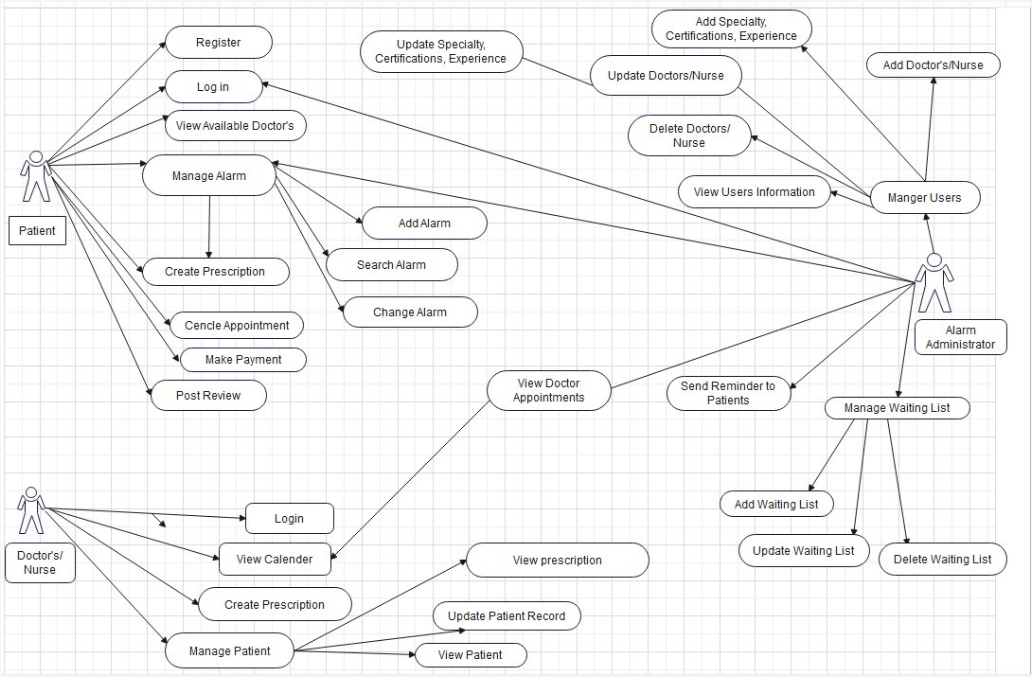 Add Specialty,
Certifications, Experience
Register
Update Specialty,
Certifications, Experience
Add Doctor's/Nurse
Update Doctors/Nurse
Log in
View Available Doctor's
Delete Doctors/
Nurse
Manage Alarm
View Users Information
Manger Users
Patient
Add Alarm
Search Alarm
Create Prescription
Change Alarm
Cencle Appointment
Alarm
Administrator
Make Payment
View Doctor
Appointments
Send Reminder to
Patients
Post Review
Manage Waiting List
Add Waiting List
Login
Update Waiting List
Delete Waiting List
Doctor's/
Nurse
View Calender
View prescription
Create Prescription
Update Patient Record
Manage Patient
View Patient